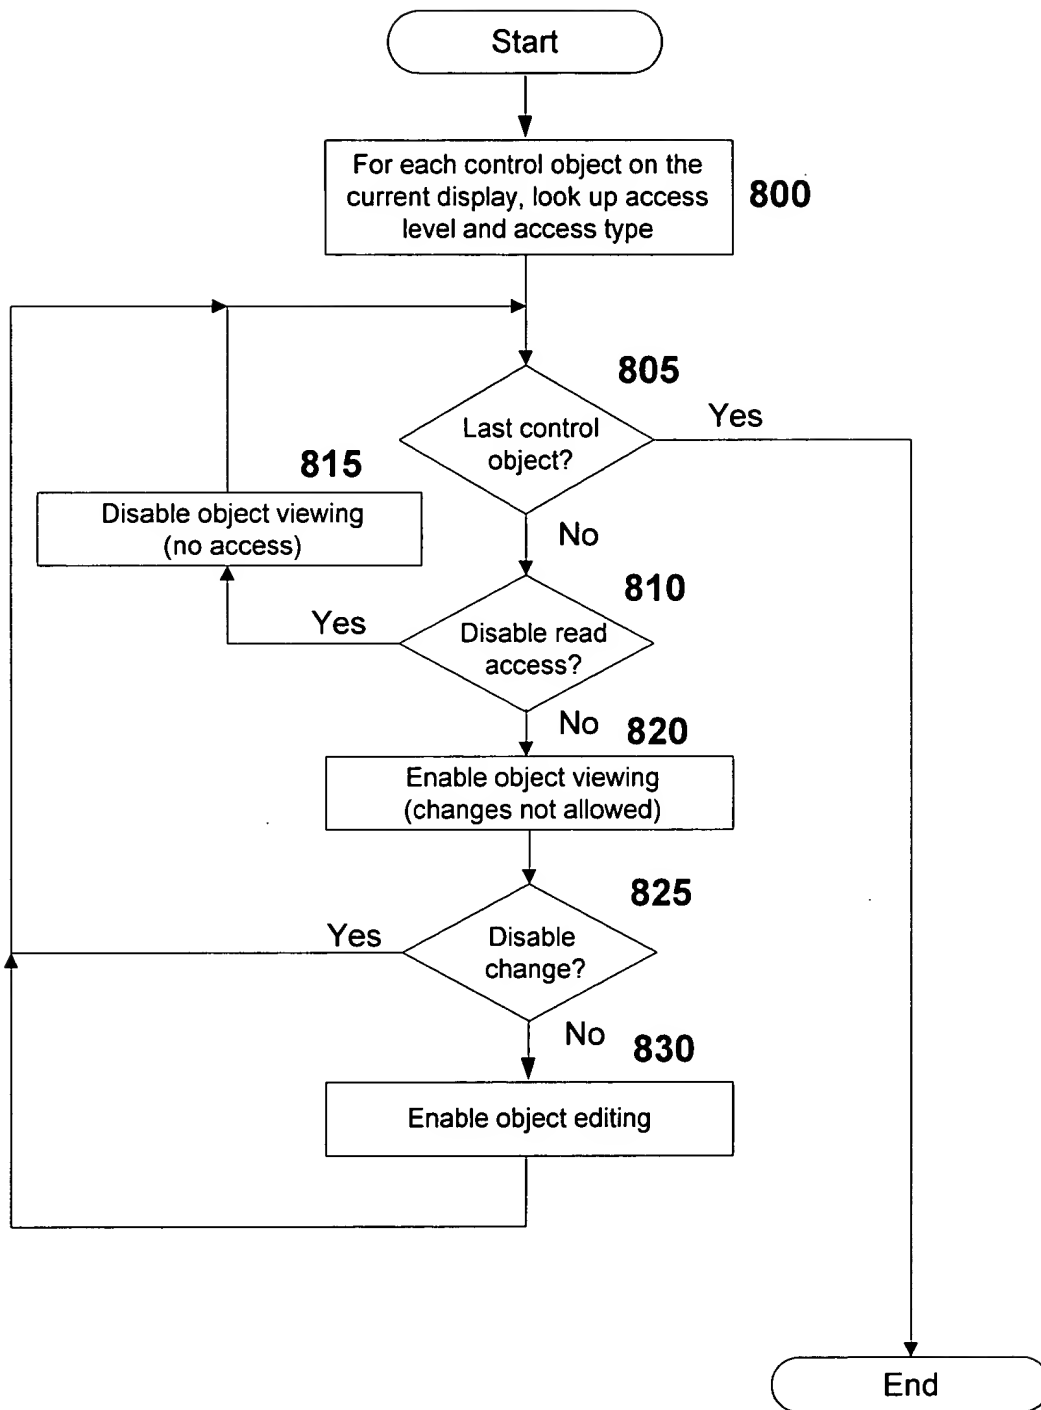 Start
For each control object on the
current display, look up access
level and access type
800
805
Last control
object?
Yes
No
815
Disable object viewing
(no access)
810
Disable read
access?
Yes
No
820
Enable object viewing
(changes not allowed)
825
Disable
change?
Yes
No
830
Enable object editing
End